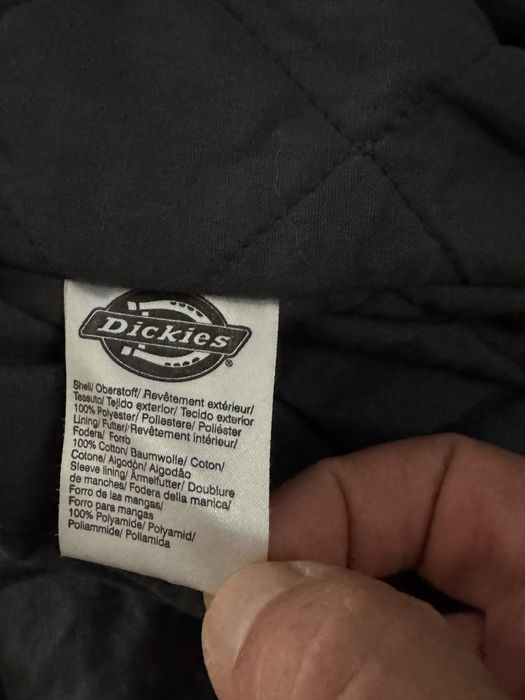 Dickies®
Shell/ Oberstoff/ Revêtement extérieur/
Tessuto/ Tejido exterior/ Tecido exterior
100% Polyester/ Poliestere/ Poliéster
Lining/ Futter/ Revêtement intérieur/
Fodera/ Forro
100% Cotton/ Baumwolle/ Coton/
Cotone/ Algodón/ Algodão
Sleeve lining/ Ärmelfutter/ Doublure
de manches/ Fodera della manica/
Forro de las mangas/
Forro para mangas
100% Polyamide/ Polyamid/
Poliammide/ Poliamida